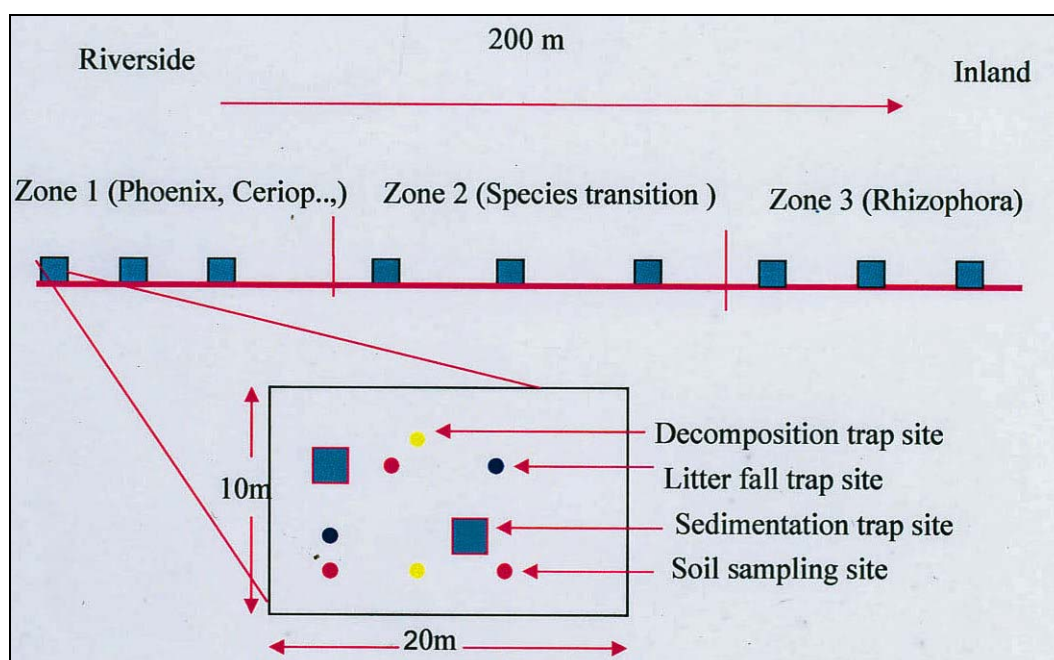 200 m
Riverside
Inland
Zone 1 (Phoenix, Ceriop..,)
Zone 2 (Species transition )
Zone 3 (Rhizophora)
Decomposition trap site
Litter fall trap site
10m
Sedimentation trap site
Soil sampling site
20m